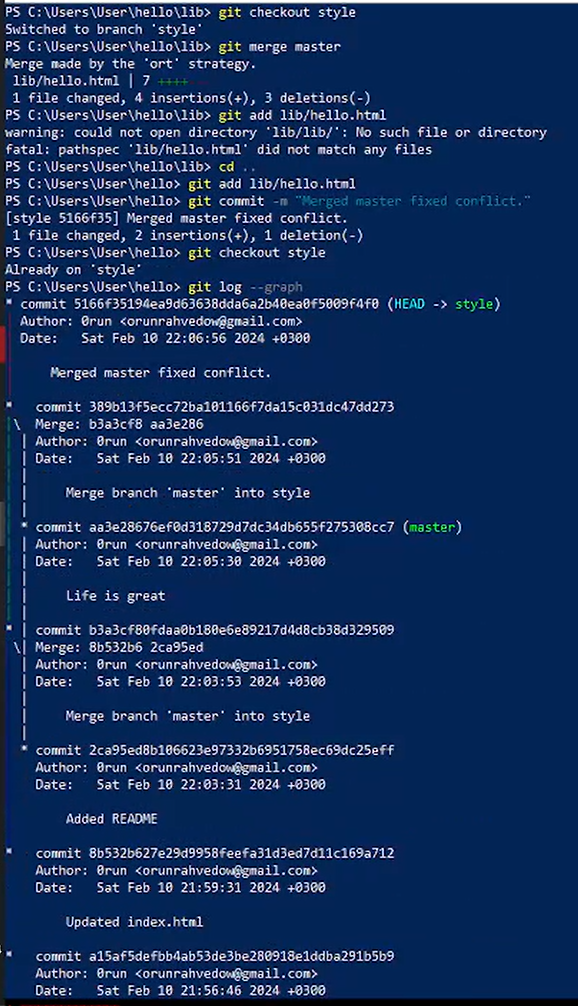 PS C:\Users\User\hello\lib> git checkout style
Switched to branch 'style'
PS C:\Users\User\hello\lib> git merge master
Merge made by the 'ort' strategy.
lib/hello.html | 7 ++++
1 file changed, 4 insertions(+), 3 deletions(-)
PS C:\Users\User\hello\lib> git add lib/hello.html
warning: could not open directory 'lib/lib/': No such file or directory
fatal: pathspec 'lib/hello.html' did not match any files
PS C:\Users\User\hello\lib> cd ..
PS C:\Users\User\hello> git add lib/hello.html
PS C:\Users\User\hello> git commit -m "Merged master fixed conflict."
[style 5166f35] Merged master fixed conflict.
1 file changed, 2 insertions(+), 1 deletion(-)
PS C:\Users\User\hello> git checkout style
Already on 'style'
PS C:\Users\User\hello> git log --graph
* commit 5166f35194ea9d63638dda6a2b40ea0f5009f4f0 (HEAD -> style)
Author: 0run <orunrahvedow@gmail.com>
Date: Sat Feb 10 22:06:56 2024 +0300
Merged master fixed conflict.
* commit 389b13f5ecc72ba101166f7da15c031dc47dd273
\ Merge: b3a3cf8 aa3e286
| Author: 0run <orunrahvedow@gmail.com>
| Date: Sat Feb 10 22:05:51 2024 +0300
| Merge branch 'master' into style
* commit aa3e28676ef0d318729d7dc34db655f275308cc7 (master)
| Author: 0run <orunrahvedow@gmail.com>
| Date: Sat Feb 10 22:05:30 2024 +0300
| Life is great
* | commit b3a3cf80fdaa0b180e6e89217d4d8cb38d329509
\| Merge: 8b532b6 2ca95ed
| Author: 0run <orunrahvedow@gmail.com>
| Date: Sat Feb 10 22:03:53 2024 +0300
| Merge branch 'master' into style
* commit 2ca95ed8b106623e97332b6951758ec69dc25eff
Author: 0run <orunrahvedow@gmail.com>
Date: Sat Feb 10 22:03:31 2024 +0300
Added README
* commit 8b532b627e29d9958feefa31d3ed7d11c169a712
Author: 0run <orunrahvedow@gmail.com>
Date: Sat Feb 10 21:59:31 2024 +0300
Updated index.html
* commit a15af5defbb4ab53de3be280918e1ddba291b5b9
Author: 0run <orunrahvedow@gmail.com>
Date: Sat Feb 10 21:56:46 2024 +0300